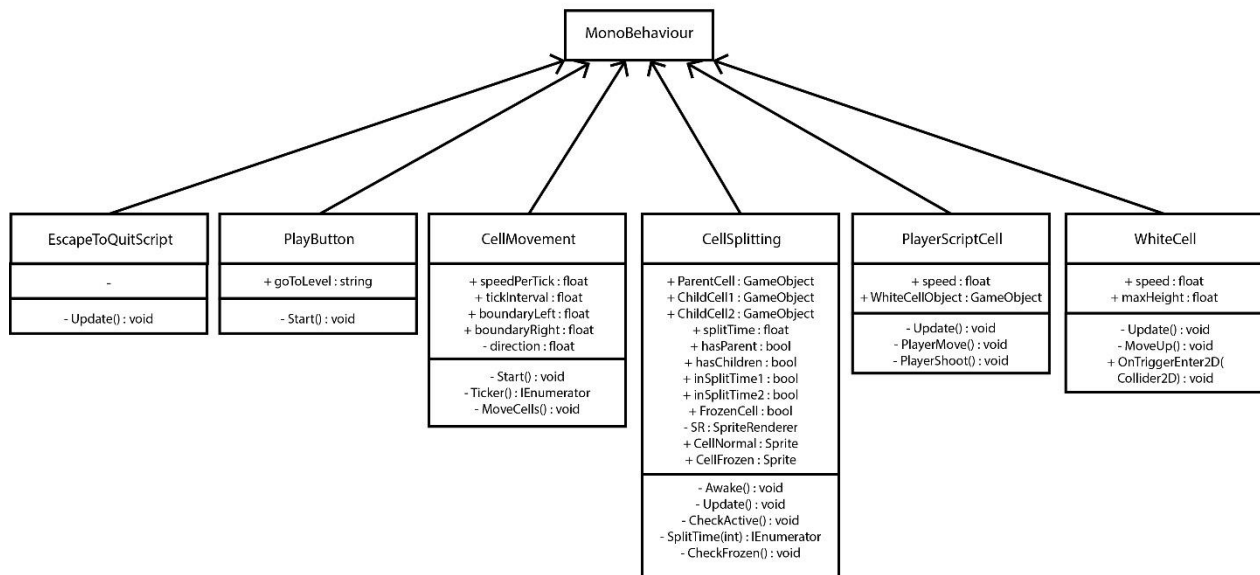 MonoBehaviour
EscapeToQuitScript
-
- Update() : void
PlayButton
+ goToLevel : string
- Start() : void
CellMovement
+ speedPerTick : float
+ tickInterval : float
+ boundaryLeft : float
+ boundaryRight : float
- direction : float
- Start() : void
- Ticker() : IEnumerator
- MoveCells() : void
CellSplitting
+ ParentCell : GameObject
+ ChildCell1 : GameObject
+ ChildCell2 : GameObject
+ splitTime : float
+ hasParent : bool
+ hasChildren : bool
+ inSplitTime1 : bool
+ inSplitTime2 : bool
+ FrozenCell : bool
- SR : SpriteRenderer
+ CellNormal : Sprite
+ CellFrozen : Sprite
- Awake() : void
- Update() : void
- CheckActive() : void
- SplitTime(int) : IEnumerator
- CheckFrozen() : void
PlayerScriptCell
+ speed : float
+ WhiteCellObject : GameObject
- Update() : void
- PlayerMove() : void
- PlayerShoot() : void
WhiteCell
+ speed : float
+ maxHeight : float
- Update() : void
- MoveUp() : void
+ OnTriggerEnter2D(
Collider2D) : void